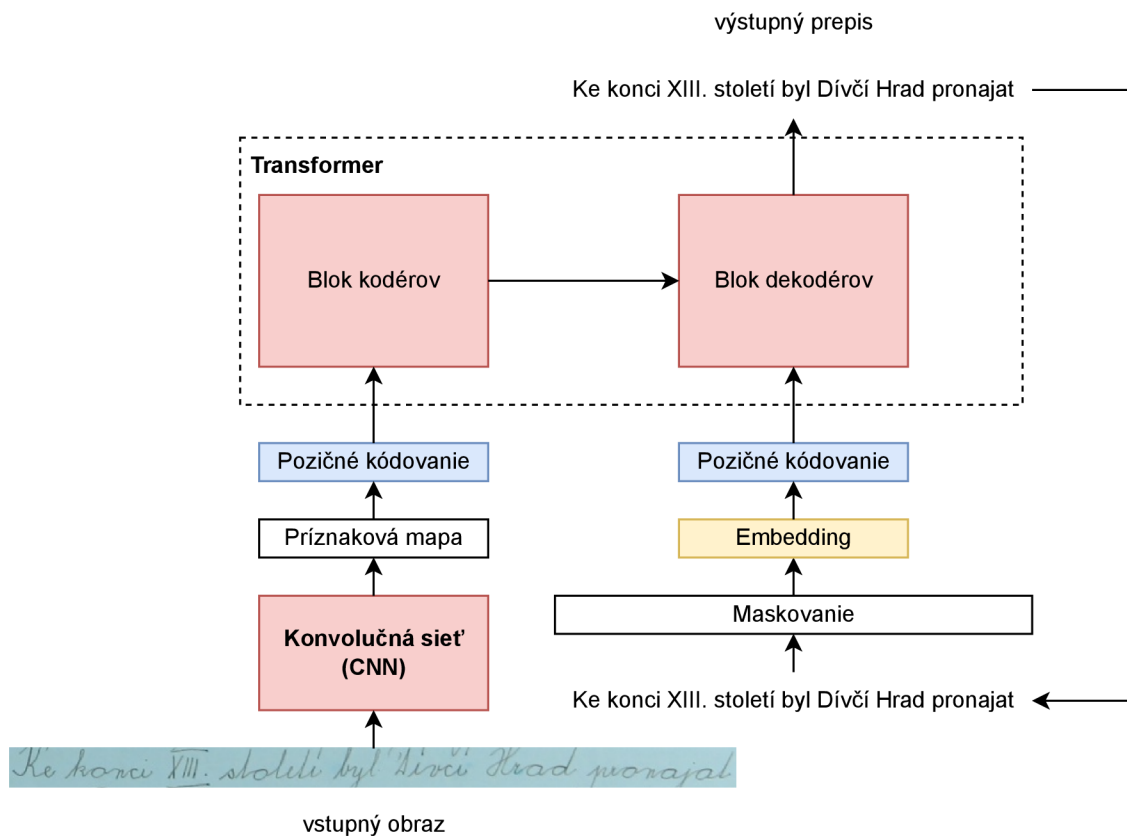 výstupný prepis
Ke konci XIII. století byl Dívčí Hrad pronajat
Transformer
Blok kodérov
Blok dekodérov
Pozičné kódovanie
Pozičné kódovanie
Príznaková mapa
Embedding
Maskovanie
Konvolučná sieť
(CNN)
Ke konci XIII. století byl Dívčí Hrad pronajat
Ke konci XIII. století byl Dívčí Hrad pronajat
vstupný obraz